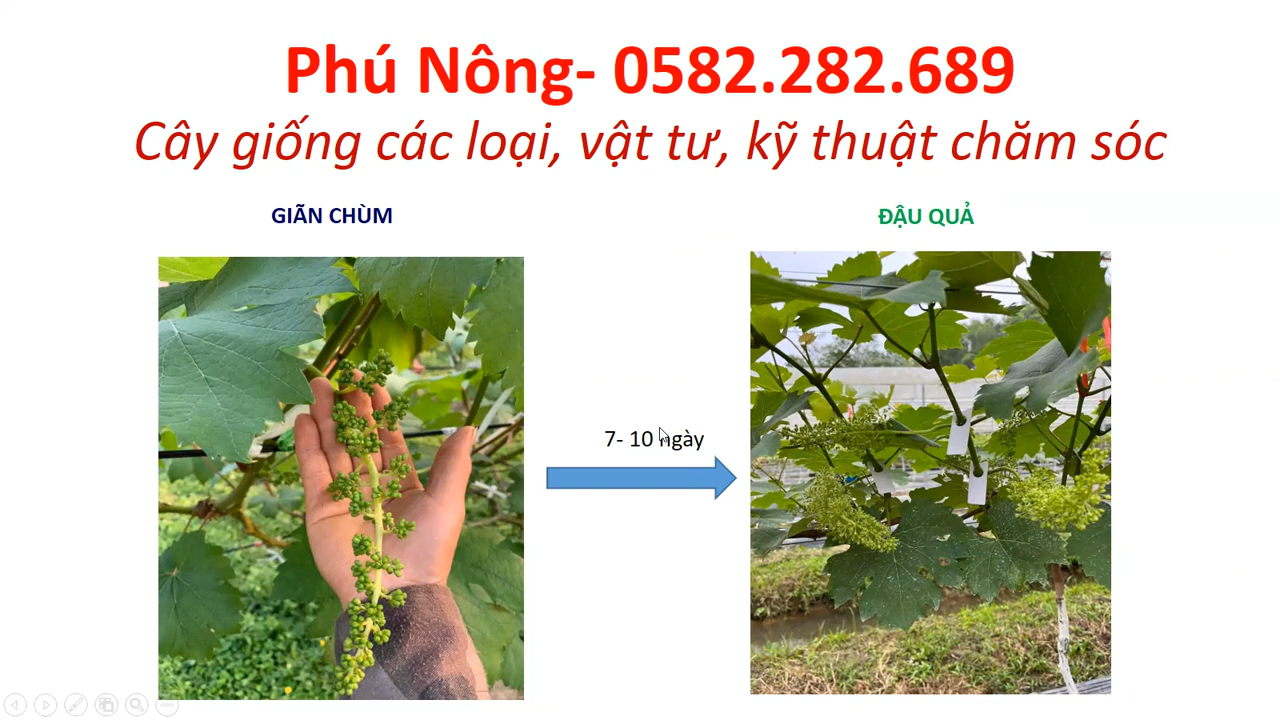 Phú Nông- 0582.282.689
Cây giống các loại, vật tư, kỹ thuật chăm sóc
GIÃN CHÙM
ĐẬU QUẢ
7- 10 ngày